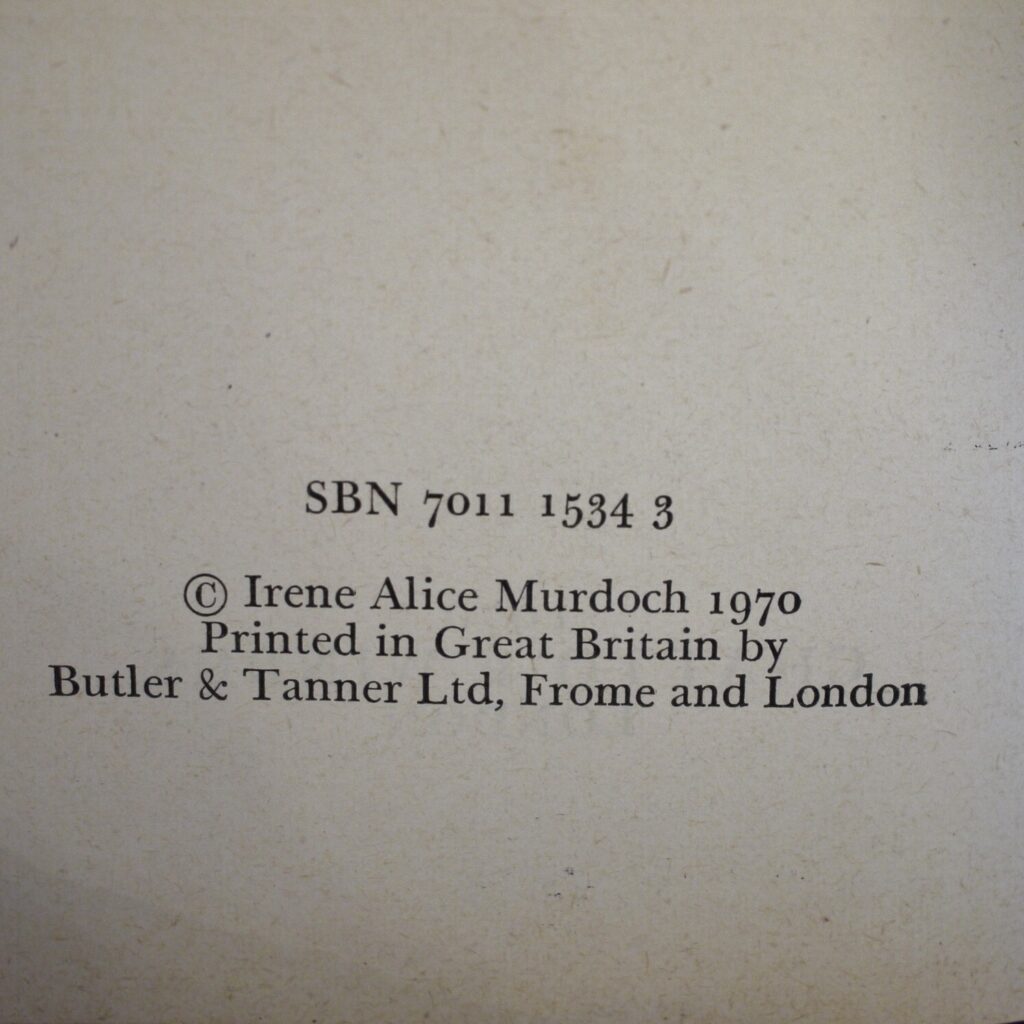 SBN 7011 1534 3
© Irene Alice Murdoch 1970
Printed in Great Britain by
Butler & Tanner Ltd, Frome and London